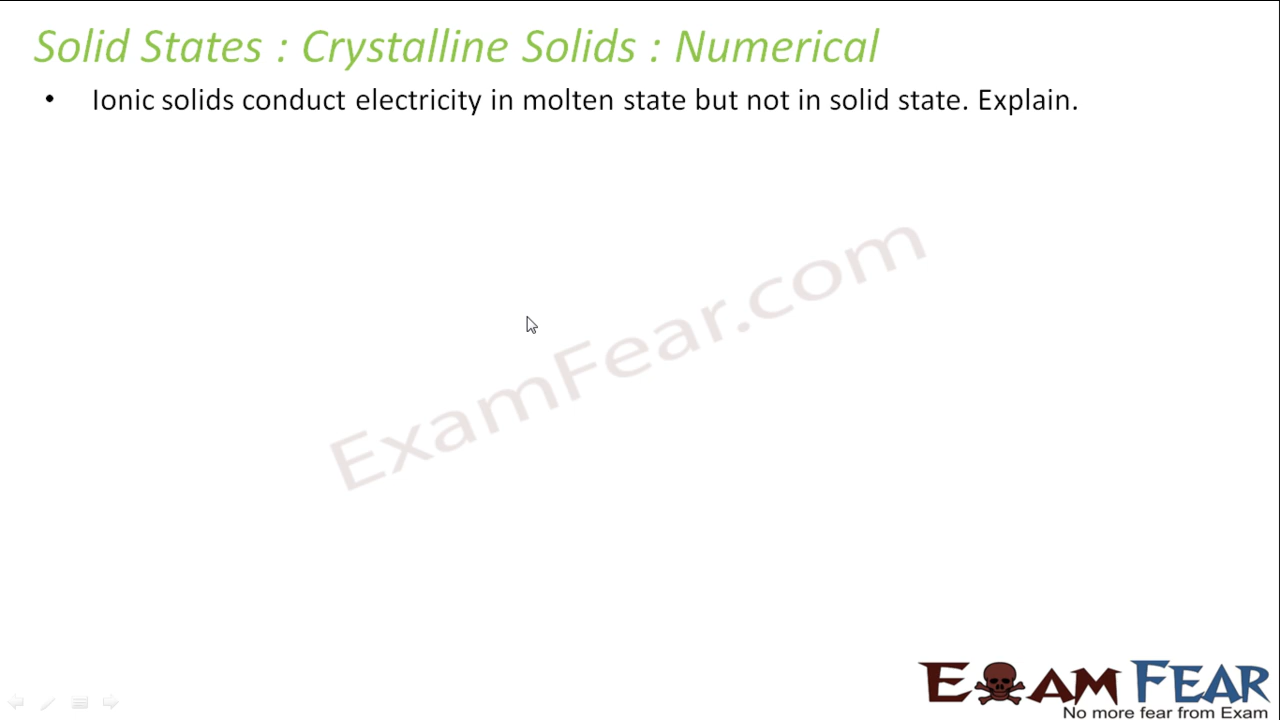 Solid States : Crystalline Solids : Numerical
• Ionic solids conduct electricity in molten state but not in solid state. Explain.
ExamFear.com
EXAM FEAR
No more fear from Exam